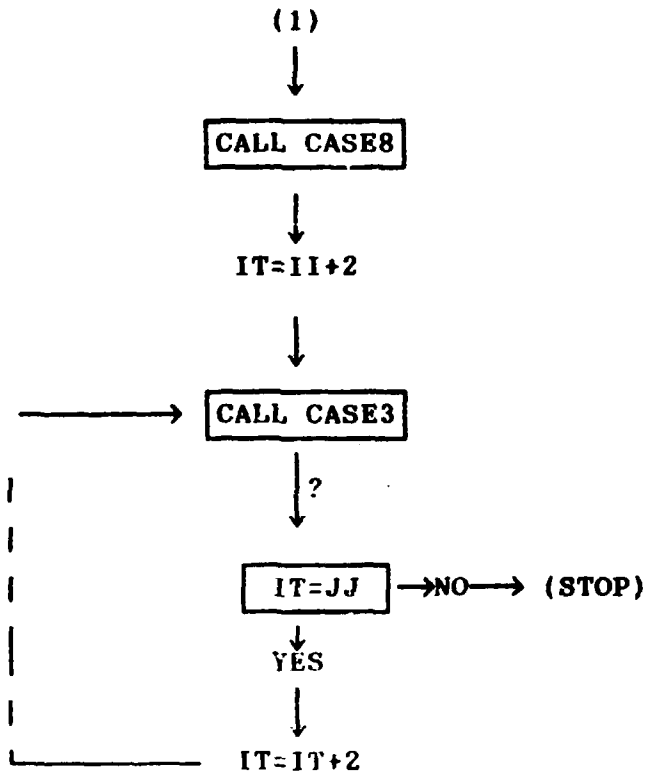 (1)
CALL CASE8
IT=II+2
CALL CASE3
?
IT=JJ NO (STOP)
YES
IT=IT+2